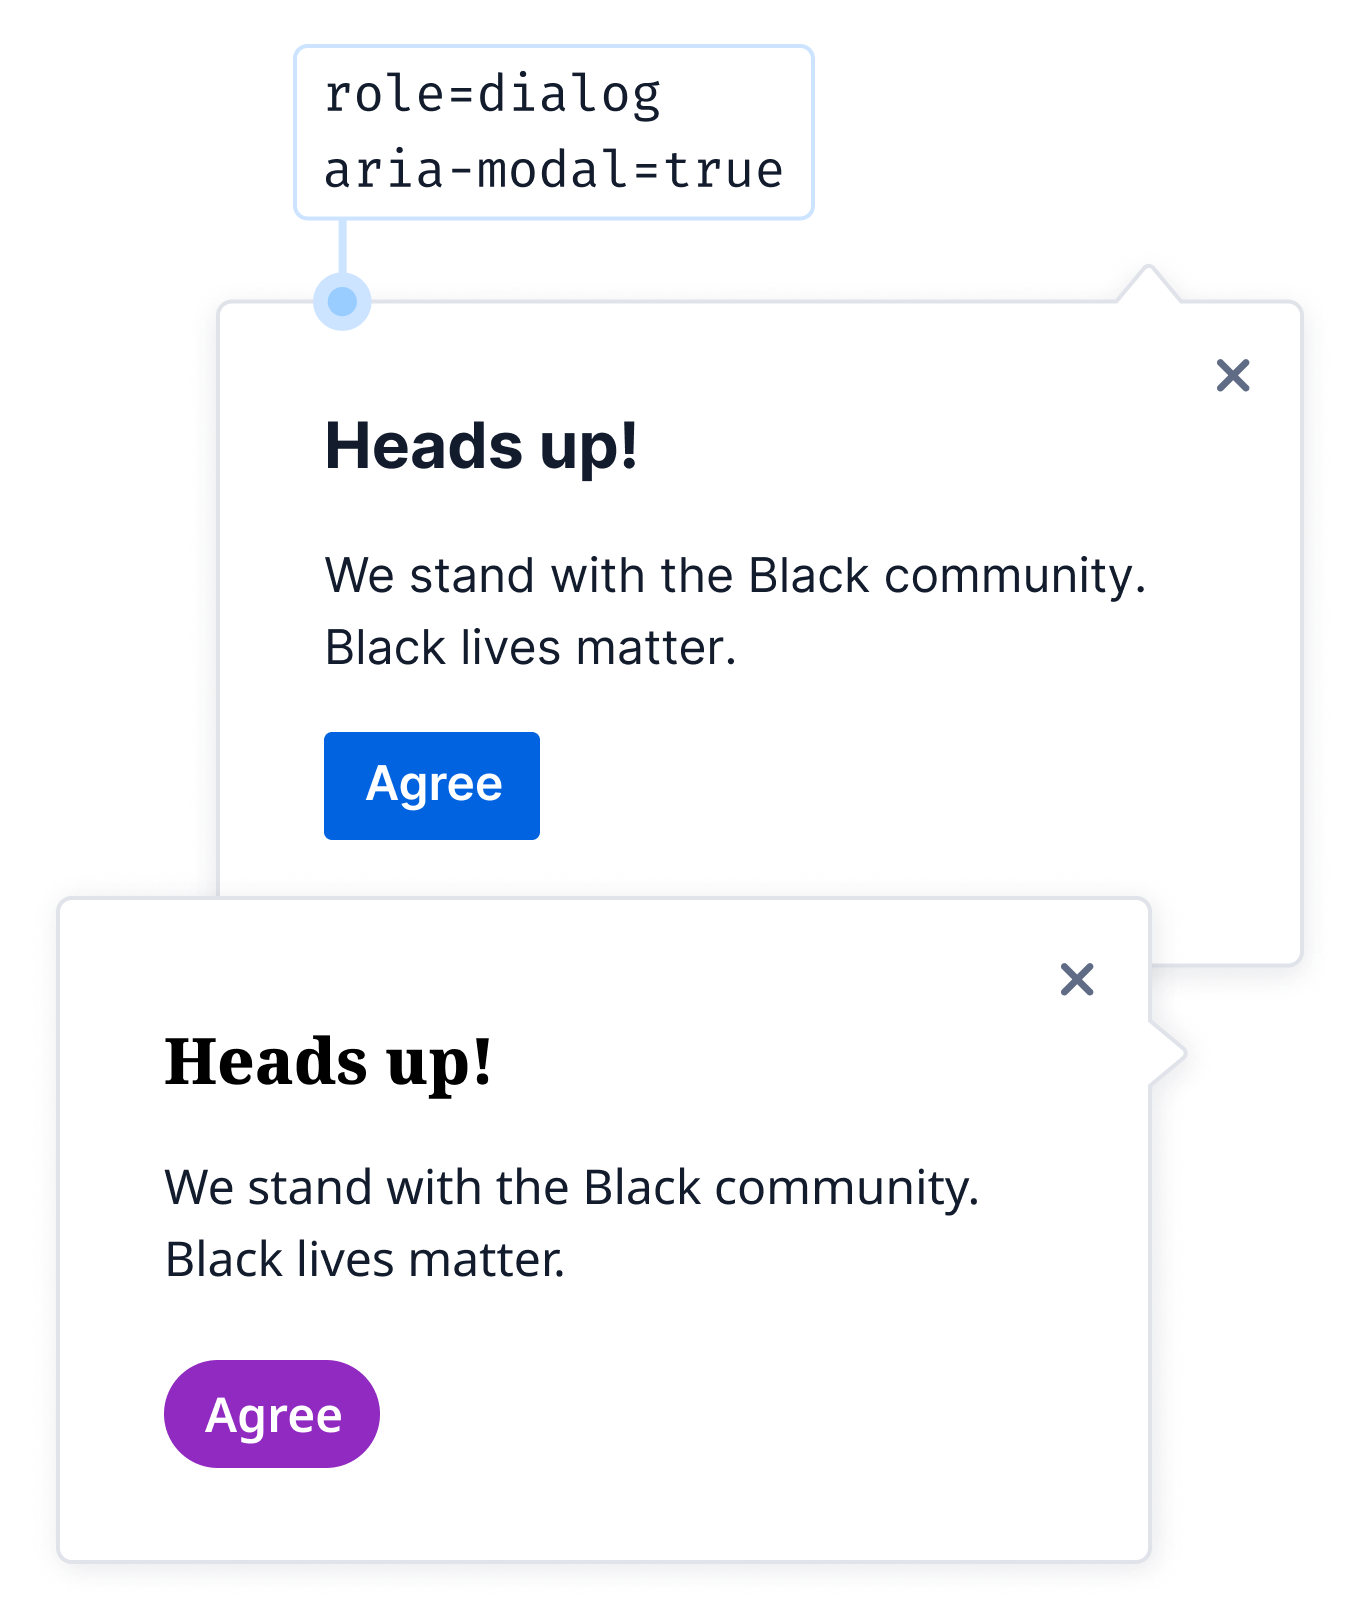 role=dialog
aria-modal=true
Heads up!
We stand with the Black community.
Black lives matter.
Agree
Heads up!
We stand with the Black community.
Black lives matter.
Agree